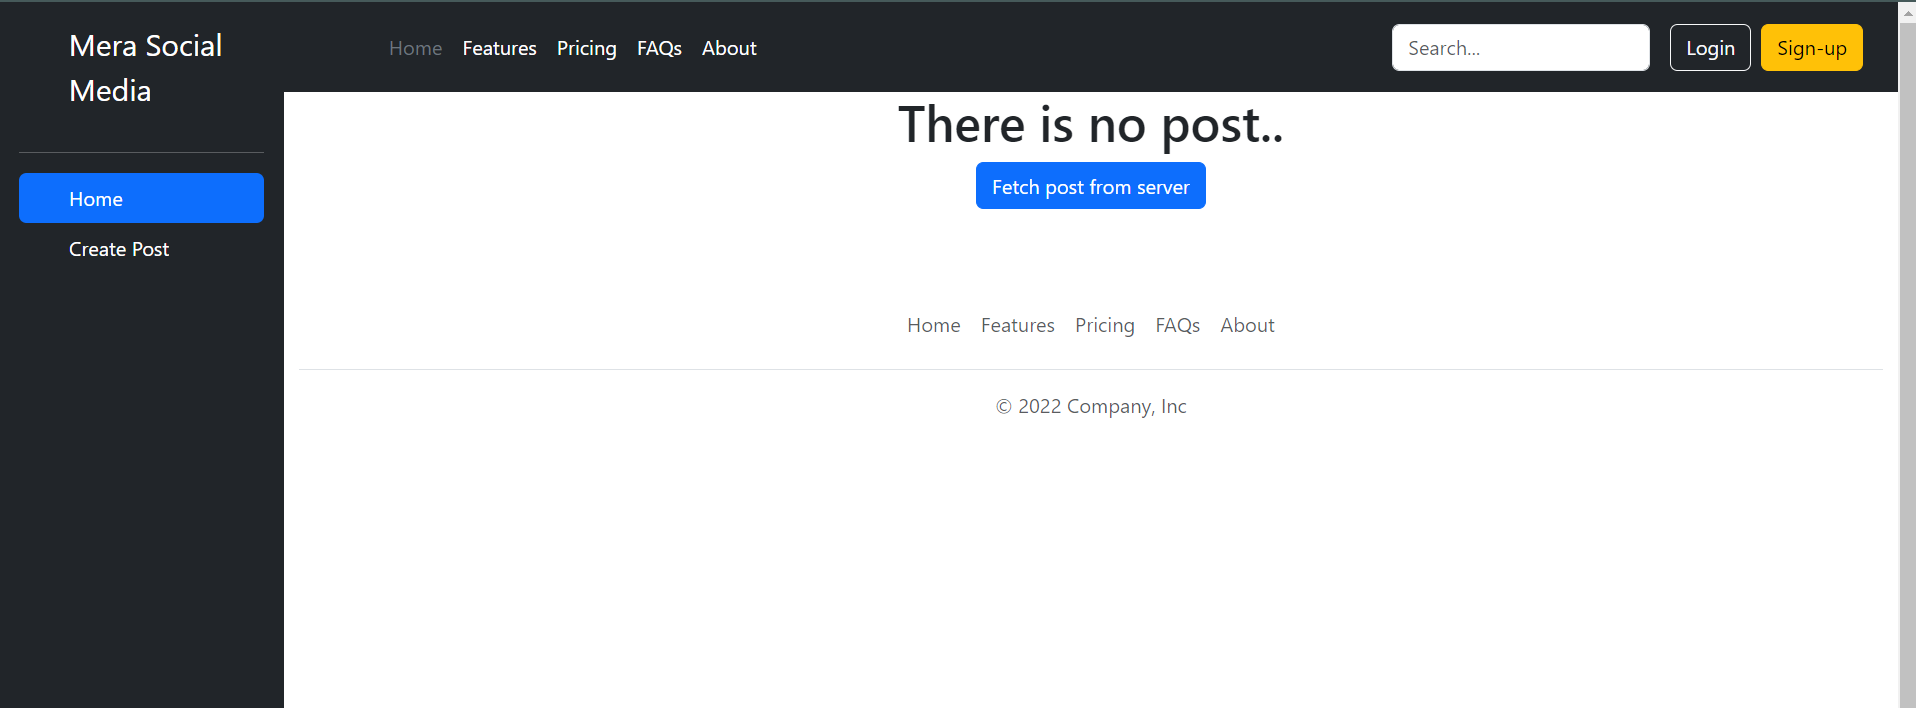 Mera Social
Media
Home
Create Post
Home Features Pricing FAQs About
Search...
Login
Sign-up
There is no post..
Fetch post from server
Home Features Pricing FAQs About
© 2022 Company, Inc